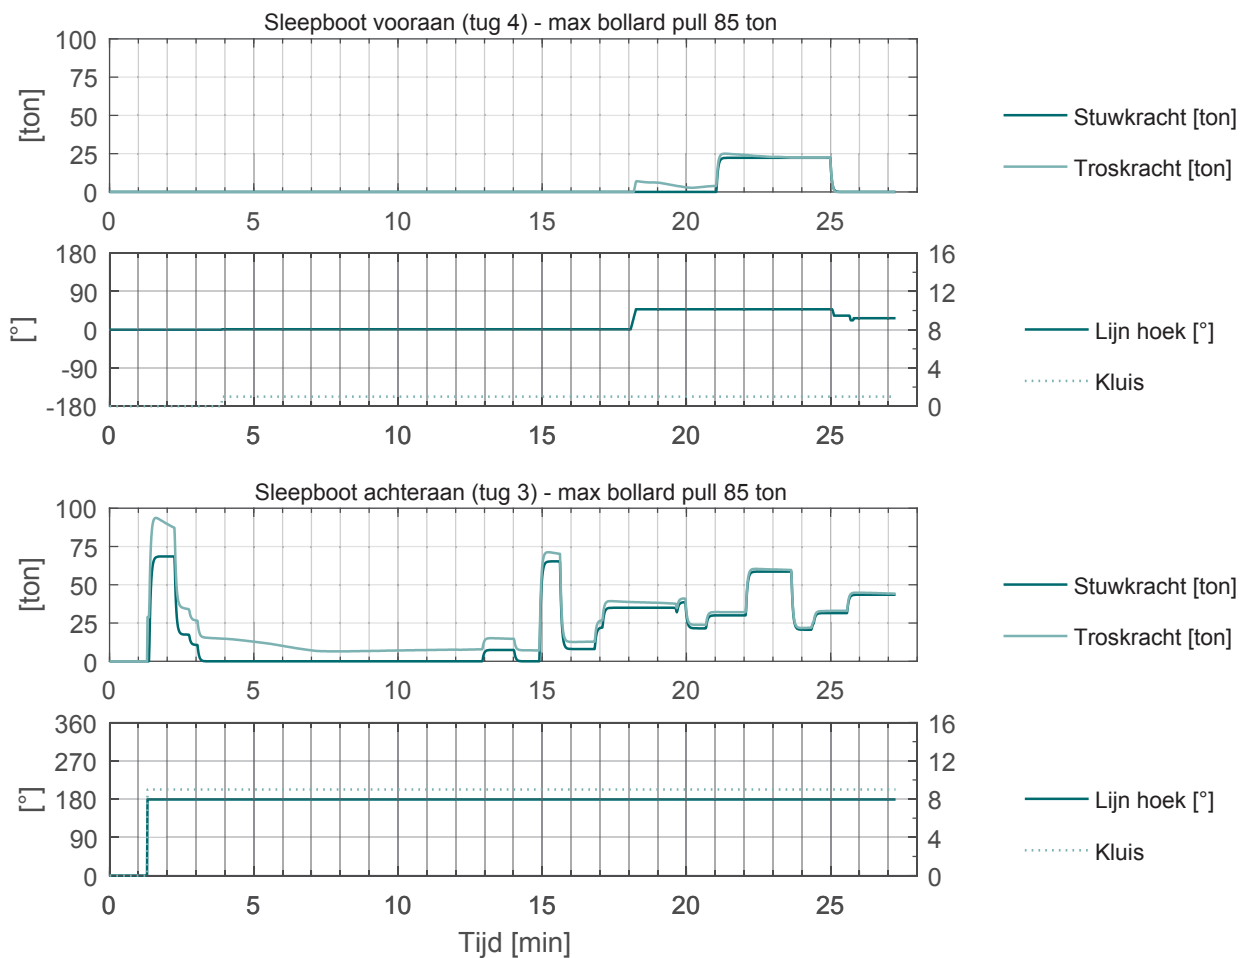 Sleepboot vooraan (tug 4) - max bollard pull 85 ton
100
75
50
25
0
[ton]
0 5 10 15 20 25
Stuwkracht [ton]
Troskracht [ton]
180
90
0
-90
-180
[°]
16
12
8
4
0
0 5 10 15 20 25
Lijn hoek [°]
Kluis
Sleepboot achteraan (tug 3) - max bollard pull 85 ton
100
75
50
25
0
[ton]
0 5 10 15 20 25
Stuwkracht [ton]
Troskracht [ton]
360
270
180
90
0
[°]
16
12
8
4
0
0 5 10 15 20 25
Tijd [min]
Lijn hoek [°]
Kluis